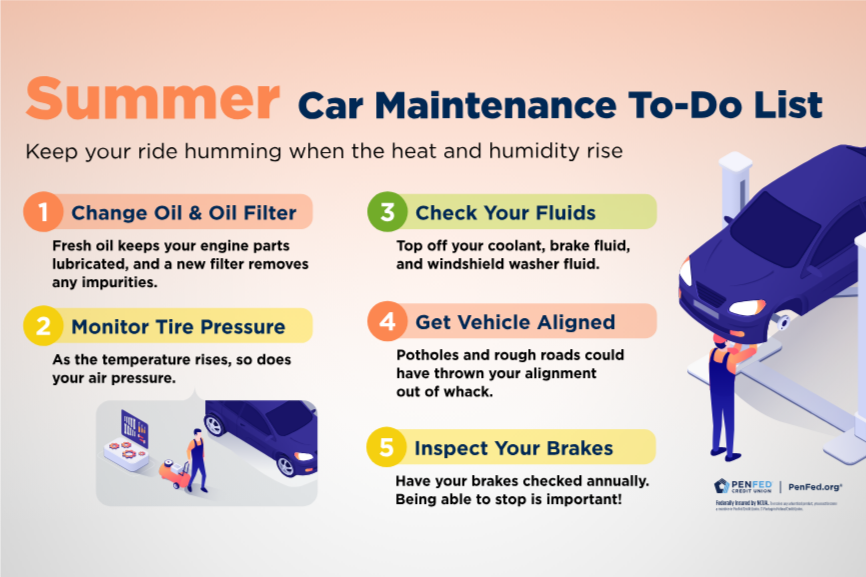 Summer Car Maintenance To-Do List
Keep your ride humming when the heat and humidity rise
1 Change Oil & Oil Filter
Fresh oil keeps your engine parts
lubricated, and a new filter removes
any impurities.
2 Monitor Tire Pressure
As the temperature rises, so does
your air pressure.
3 Check Your Fluids
Top off your coolant, brake fluid,
and windshield washer fluid.
4 Get Vehicle Aligned
Potholes and rough roads could
have thrown your alignment
out of whack.
5 Inspect Your Brakes
Have your brakes checked annually.
Being able to stop is important!
PENFED
CREDIT UNION
PenFed.org®
Federally Insured by NCUA.